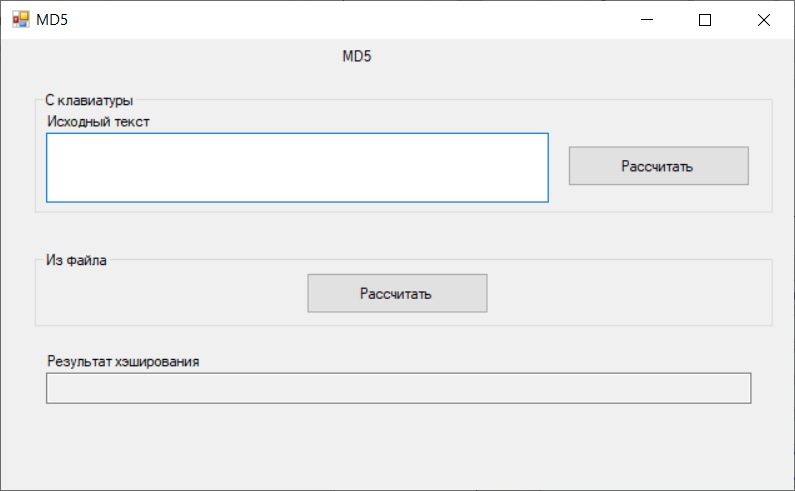 MD5
MD5
С клавиатуры
Исходный текст
Рассчитать
Из файла
Рассчитать
Результат хэширования